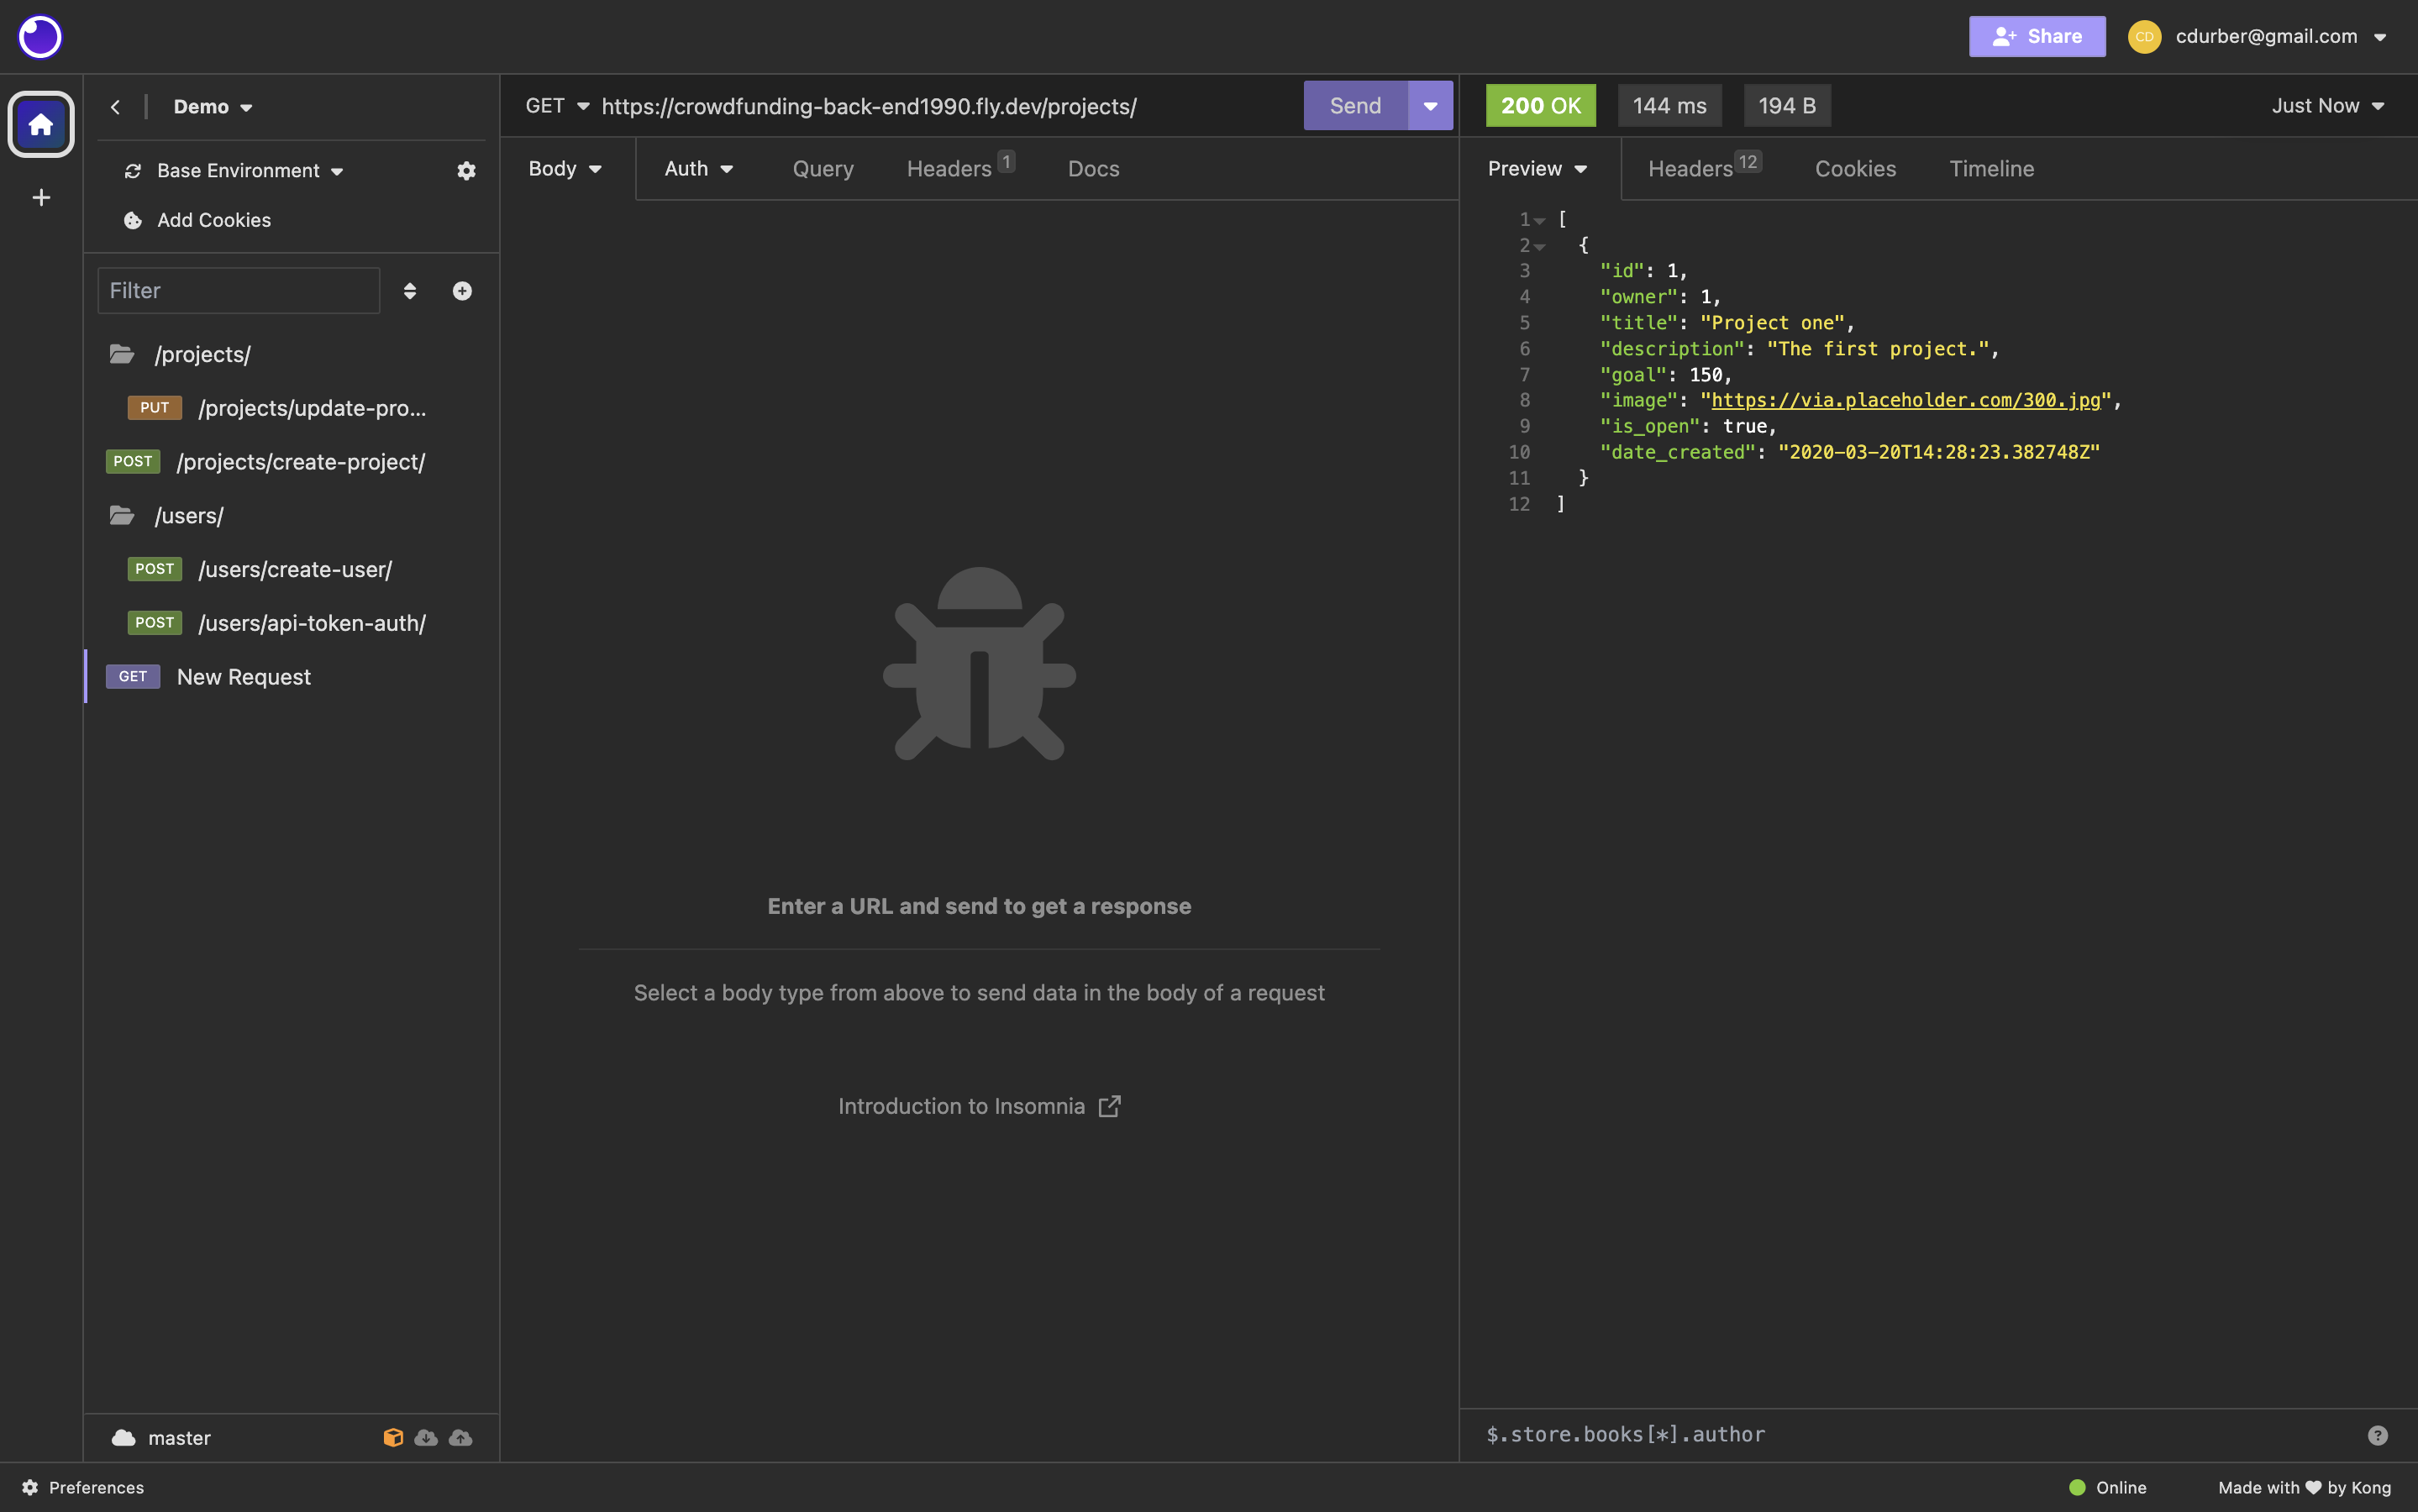 Share
CD
cdurber@gmail.com
Demo
Base Environment
Add Cookies
Filter
/projects/
PUT /projects/update-pro...
POST /projects/create-project/
/users/
POST /users/create-user/
POST /users/api-token-auth/
GET New Request
master
GET https://crowdfunding-back-end1990.fly.dev/projects/ Send
Body Auth Query Headers 1 Docs
Enter a URL and send to get a response
Select a body type from above to send data in the body of a request
Introduction to Insomnia
200 OK 144 ms 194 B Just Now
Preview Headers 12 Cookies Timeline
1 [
2 {
3 "id": 1,
4 "owner": 1,
5 "title": "Project one",
6 "description": "The first project.",
7 "goal": 150,
8 "image": "https://via.placeholder.com/300.jpg",
9 "is_open": true,
10 "date_created": "2020-03-20T14:28:23.382748Z"
11 }
12 ]
$.store.books[*].author
?
Preferences
Online
Made with ♥ by Kong